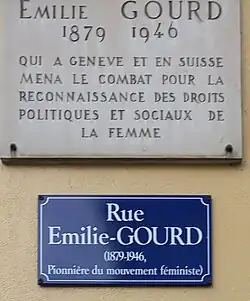 EMILIE GOURD
1879 1946
QUI A GENEVE ET EN SUISSE
MENA LE COMBAT POUR LA
RECONNAISSANCE DES DROITS
POLITIQUES ET SOCIAUX DE
LA FEMME
Rue
Emilie-GOURD
(1879-1946,
Pionnière du mouvement féministe)